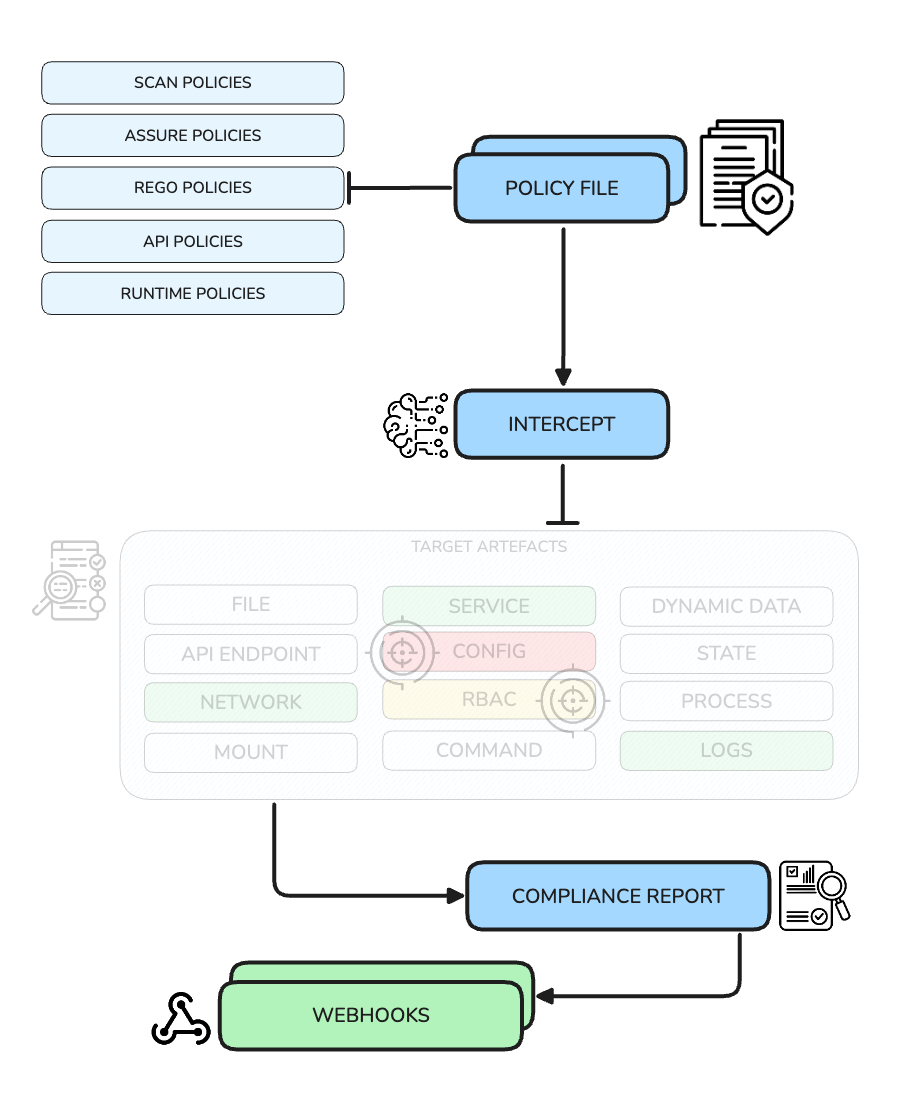 SCAN POLICIES
ASSURE POLICIES
REGO POLICIES
API POLICIES
RUNTIME POLICIES
POLICY FILE
INTERCEPT
TARGET ARTEFACTS
FILE
SERVICE
DYNAMIC DATA
API ENDPOINT
CONFIG
STATE
NETWORK
RBAC
PROCESS
MOUNT
COMMAND
LOGS
COMPLIANCE REPORT
WEBHOOKS